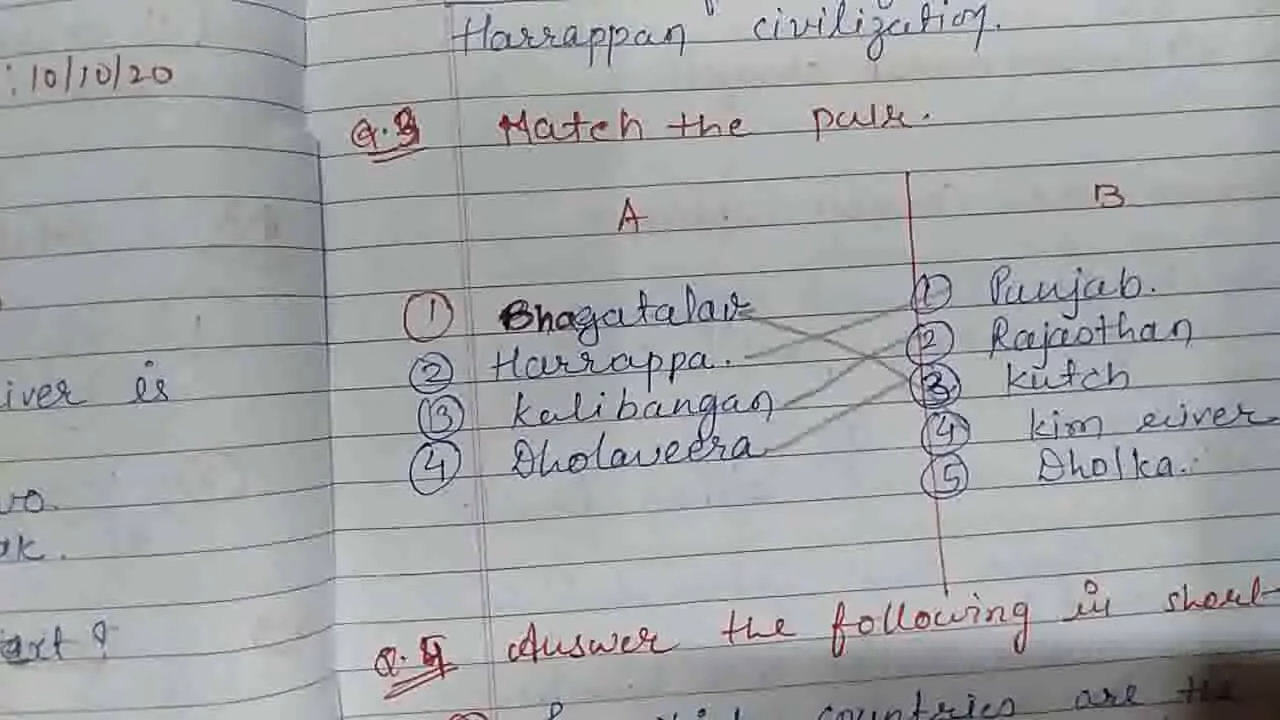 Harrappan civilization.
: 10/10/20
Q.3 Match the pair.
A B
① Bhagatalav ① Punjab.
② Harrappa. ② Rajasthan
③ Kalibangan ③ Kutch
④ Dholaveera ④ Kim river
⑤ Dholka.
iver is
vo.
Q.4 Answer the following in short
countries are the